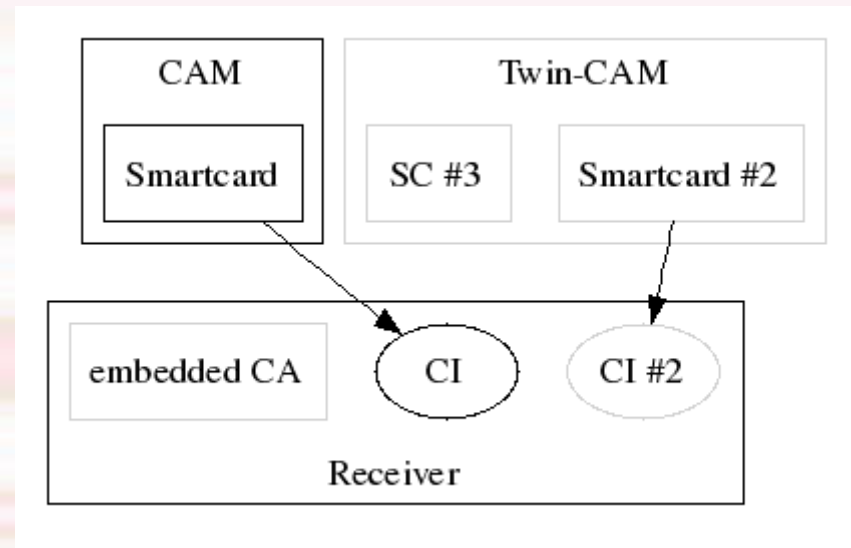 CAM
Twin-CAM
Smartcard
SC #3
Smartcard #2
embedded CA
CI
CI #2
Receiver